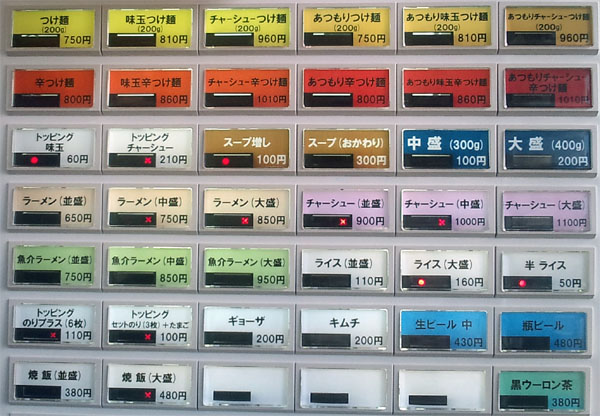 つけ麺
(200g)
750円
味玉つけ麺
(200g)
810円
チャーシューつけ麺
(200g)
960円
あつもりつけ麺
(200g)
750円
あつもり味玉つけ麺
(200g)
810円
あつもりチャーシューつけ麺
(200g)
960円
辛つけ麺
800円
味玉辛つけ麺
860円
チャーシュー辛つけ麺
1010円
あつもり辛つけ麺
800円
あつもり味玉辛つけ麺
860円
あつもりチャーシュー
辛つけ麺
1010円
トッピング
味玉
60円
トッピング
チャーシュー
210円
スープ増し
100円
スープ(おかわり)
300円
中盛(300g)
100円
大盛(400g)
200円
ラーメン(並盛)
650円
ラーメン(中盛)
750円
ラーメン(大盛)
850円
チャーシュー(並盛)
900円
チャーシュー(中盛)
1000円
チャーシュー(大盛)
1100円
魚介ラーメン(並盛)
750円
魚介ラーメン(中盛)
850円
魚介ラーメン(大盛)
950円
ライス(並盛)
110円
ライス(大盛)
160円
半ライス
50円
トッピング
のりプラス(6枚)
110円
トッピング
セットのり(3枚)+たまご
100円
ギョーザ
200円
キムチ
200円
生ビール 中
430円
瓶ビール
480円
焼飯(並盛)
380円
焼飯(大盛)
480円
黒ウーロン茶
380円